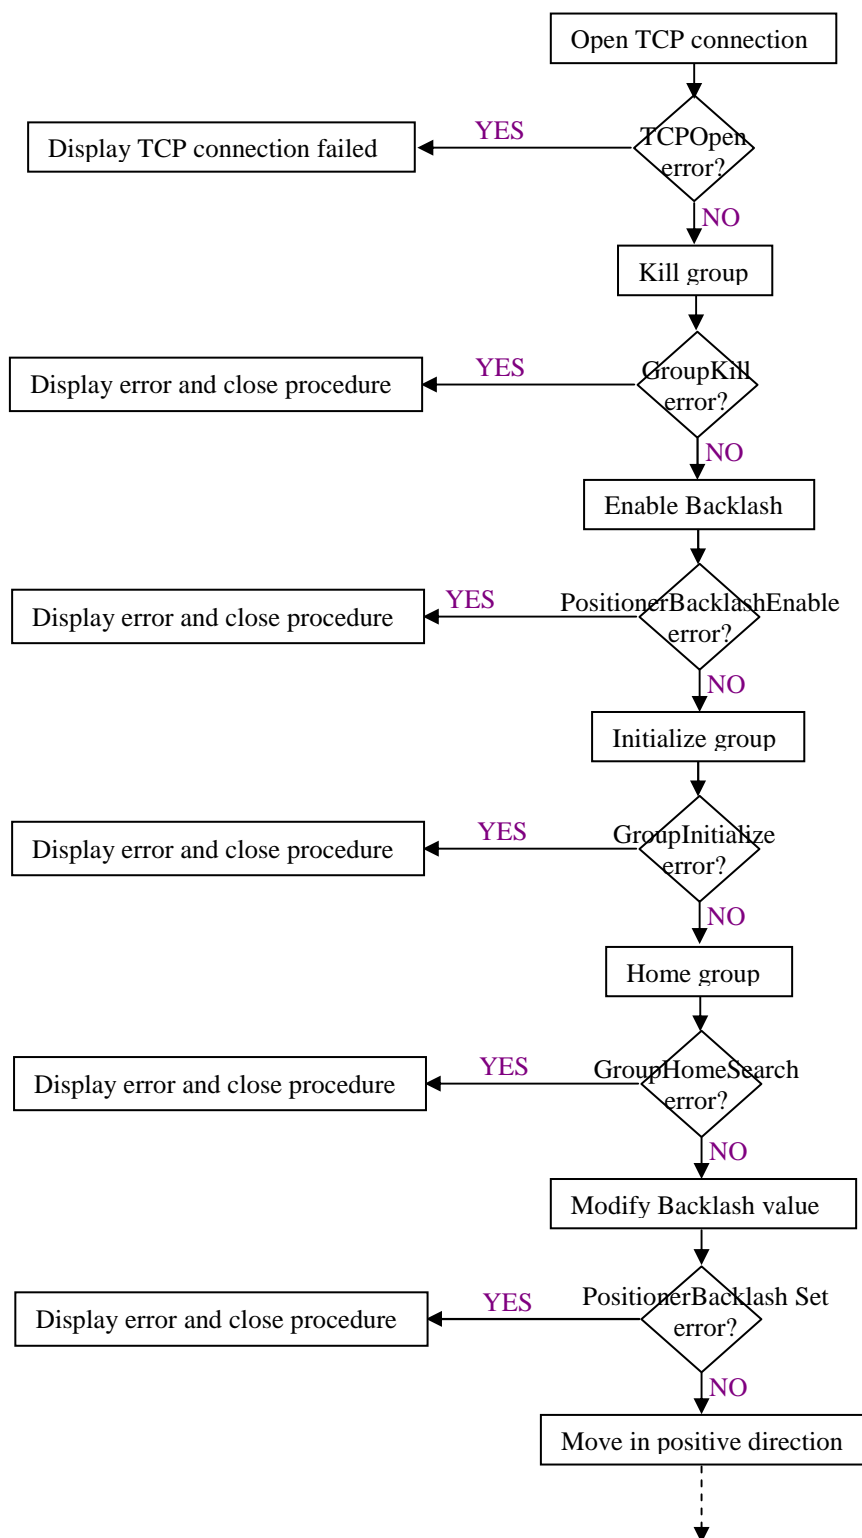 Open TCP connection
YES
TCPOpen
error?
Display TCP connection failed
NO
Kill group
YES
GroupKill
error?
Display error and close procedure
NO
Enable Backlash
YES
PositionerBacklashEnable
error?
Display error and close procedure
NO
Initialize group
YES
GroupInitialize
error?
Display error and close procedure
NO
Home group
YES
GroupHomeSearch
error?
Display error and close procedure
NO
Modify Backlash value
YES
PositionerBacklash Set
error?
Display error and close procedure
NO
Move in positive direction